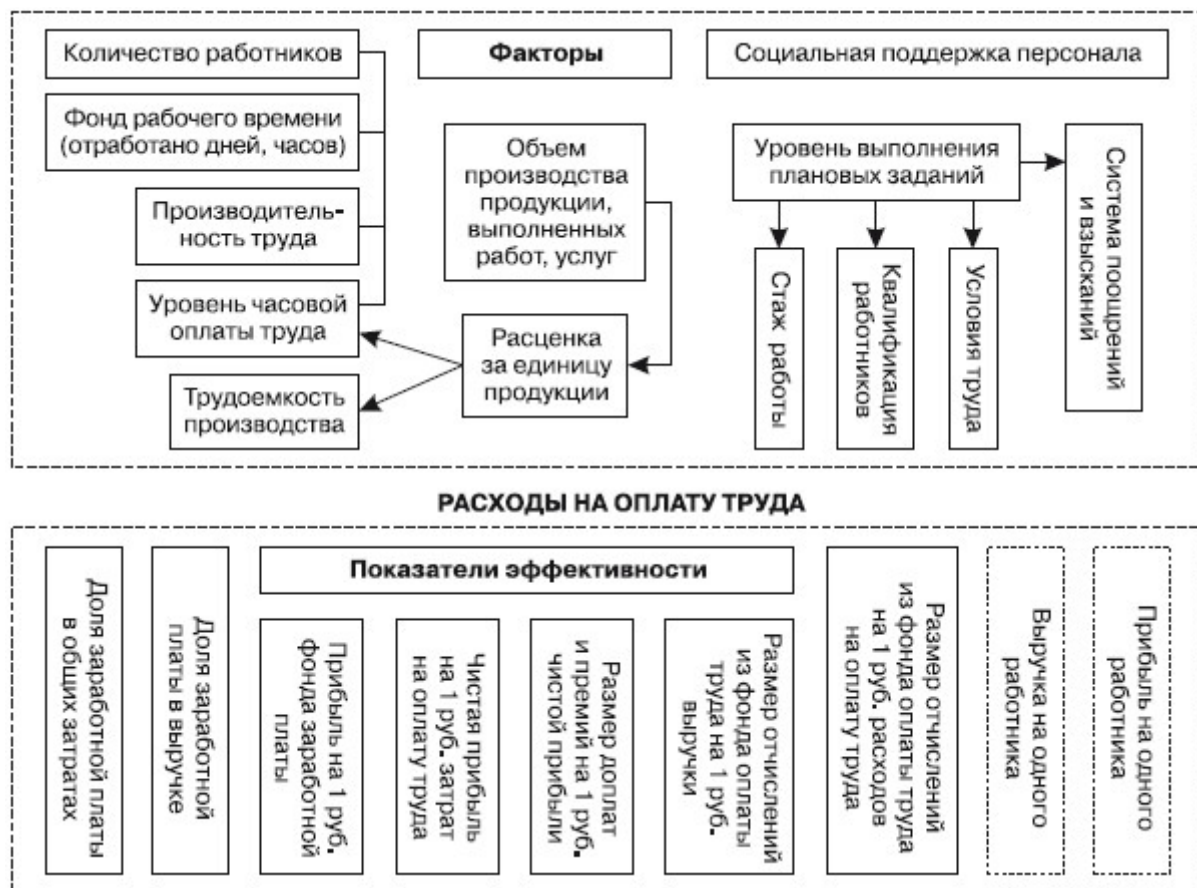 Количество работников
Факторы
Социальная поддержка персонала
Фонд рабочего времени
(отработано дней, часов)
Объем
производства
продукции,
выполненных
работ, услуг
Уровень выполнения
плановых заданий
Система поощрений
и взысканий
Производитель-
ность труда
Уровень часовой
оплаты труда
Расценка
за единицу
продукции
Трудоемкость
производства
Стаж работы
Квалификация
работников
Условия труда
РАСХОДЫ НА ОПЛАТУ ТРУДА
Доля заработной платы
в общих затратах
Доля заработной
платы в выручке
Показатели эффективности
Прибыль на 1 руб.
фонда заработной
платы
Чистая прибыль
на 1 руб. затрат
на оплату труда
Размер доплат
и премий на 1 руб.
чистой прибыли
Размер отчислений
из фонда оплаты
труда на 1 руб.
выручки
Размер отчислений
из фонда оплаты труда
на 1 руб. расходов
на оплату труда
Выручка на одного
работника
Прибыль на одного
работника